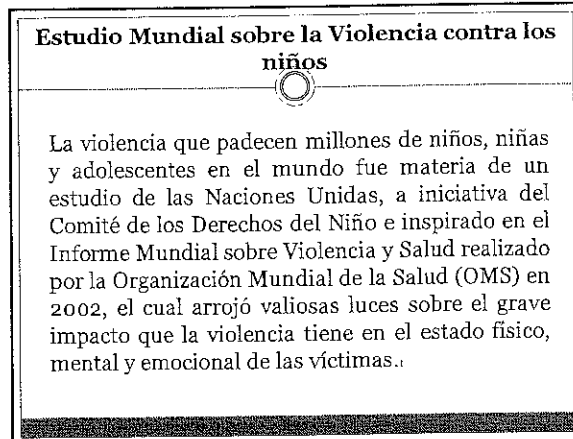 Estudio Mundial sobre la Violencia contra los
niños
La violencia que padecen millones de niños, niñas
y adolescentes en el mundo fue materia de un
estudio de las Naciones Unidas, a iniciativa del
Comité de los Derechos del Niño e inspirado en el
Informe Mundial sobre Violencia y Salud realizado
por la Organización Mundial de la Salud (OMS) en
2002, el cual arrojó valiosas luces sobre el grave
impacto que la violencia tiene en el estado físico,
mental y emocional de las víctimas.